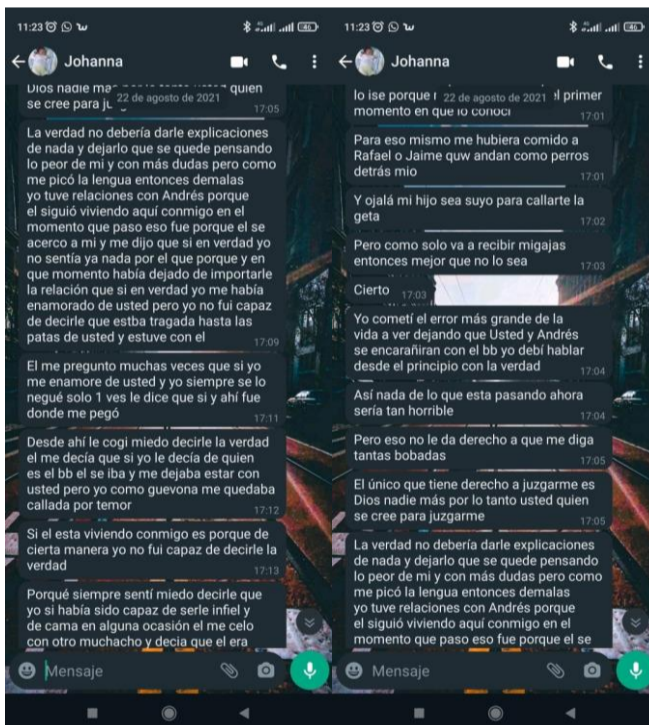 11:23
46
Johanna
Dios nadie
22 de agosto de 2021
quien
se cree para
17:05
La verdad no debería darle explicaciones
de nada y dejarlo que se quede pensando
lo peor de mi y con más dudas pero como
me picó la lengua entonces demalas
yo tuve relaciones con Andrés porque
el siguió viviendo aquí conmigo en el
momento que paso eso fue porque el se
acerco a mi y me dijo que si en verdad yo
no sentía ya nada por el que porque y en
que momento había dejado de importarle
la relación que si en verdad yo me había
enamorado de usted pero yo no fui capaz
de decirle que estba tragada hasta las
patas de usted y estuve con el
17:09
El me pregunto muchas veces que si yo
me enamore de usted y yo siempre se lo
negué solo 1 ves le dice que si y ahí fue
donde me pegó
17:11
Desde ahí le cogi miedo decirle la verdad
el me decía que si yo le decía de quien
es el bb el se iba y me dejaba estar con
usted pero yo como guevona me quedaba
callada por temor
17:12
Si el esta viviendo conmigo es porque de
cierta manera yo no fui capaz de decirle la
verdad
17:13
Porqué siempre sentí miedo decirle que
yo si había sido capaz de serle infiel y
de cama en alguna ocasión el me celo
con otro muchacho y decia que el era
Mensaje
11:23
46
Johanna
lo ise porque
22 de agosto de 2021
el primer
momento en que lo conocí
17:01
Para eso mismo me hubiera comido a
Rafael o Jaime quw andan como perros
detrás mio
17:01
Y ojalá mi hijo sea suyo para callarte la
geta
17:02
Pero como solo va a recibir migajas
entonces mejor que no lo sea
17:03
Cierto
17:03
Yo cometí el error más grande de la
vida a ver dejando que Usted y Andrés
se encarañiran con el bb yo debí hablar
desde el principio con la verdad
17:04
Así nada de lo que esta pasando ahora
sería tan horrible
17:04
Pero eso no le da derecho a que me diga
tantas bobadas
17:05
El único que tiene derecho a juzgarme es
Dios nadie más por lo tanto usted quien
se cree para juzgarme
17:05
La verdad no debería darle explicaciones
de nada y dejarlo que se quede pensando
lo peor de mi y con más dudas pero como
me picó la lengua entonces demalas
yo tuve relaciones con Andrés porque
el siguió viviendo aquí conmigo en el
momento que paso eso fue porque el se
Mensaje